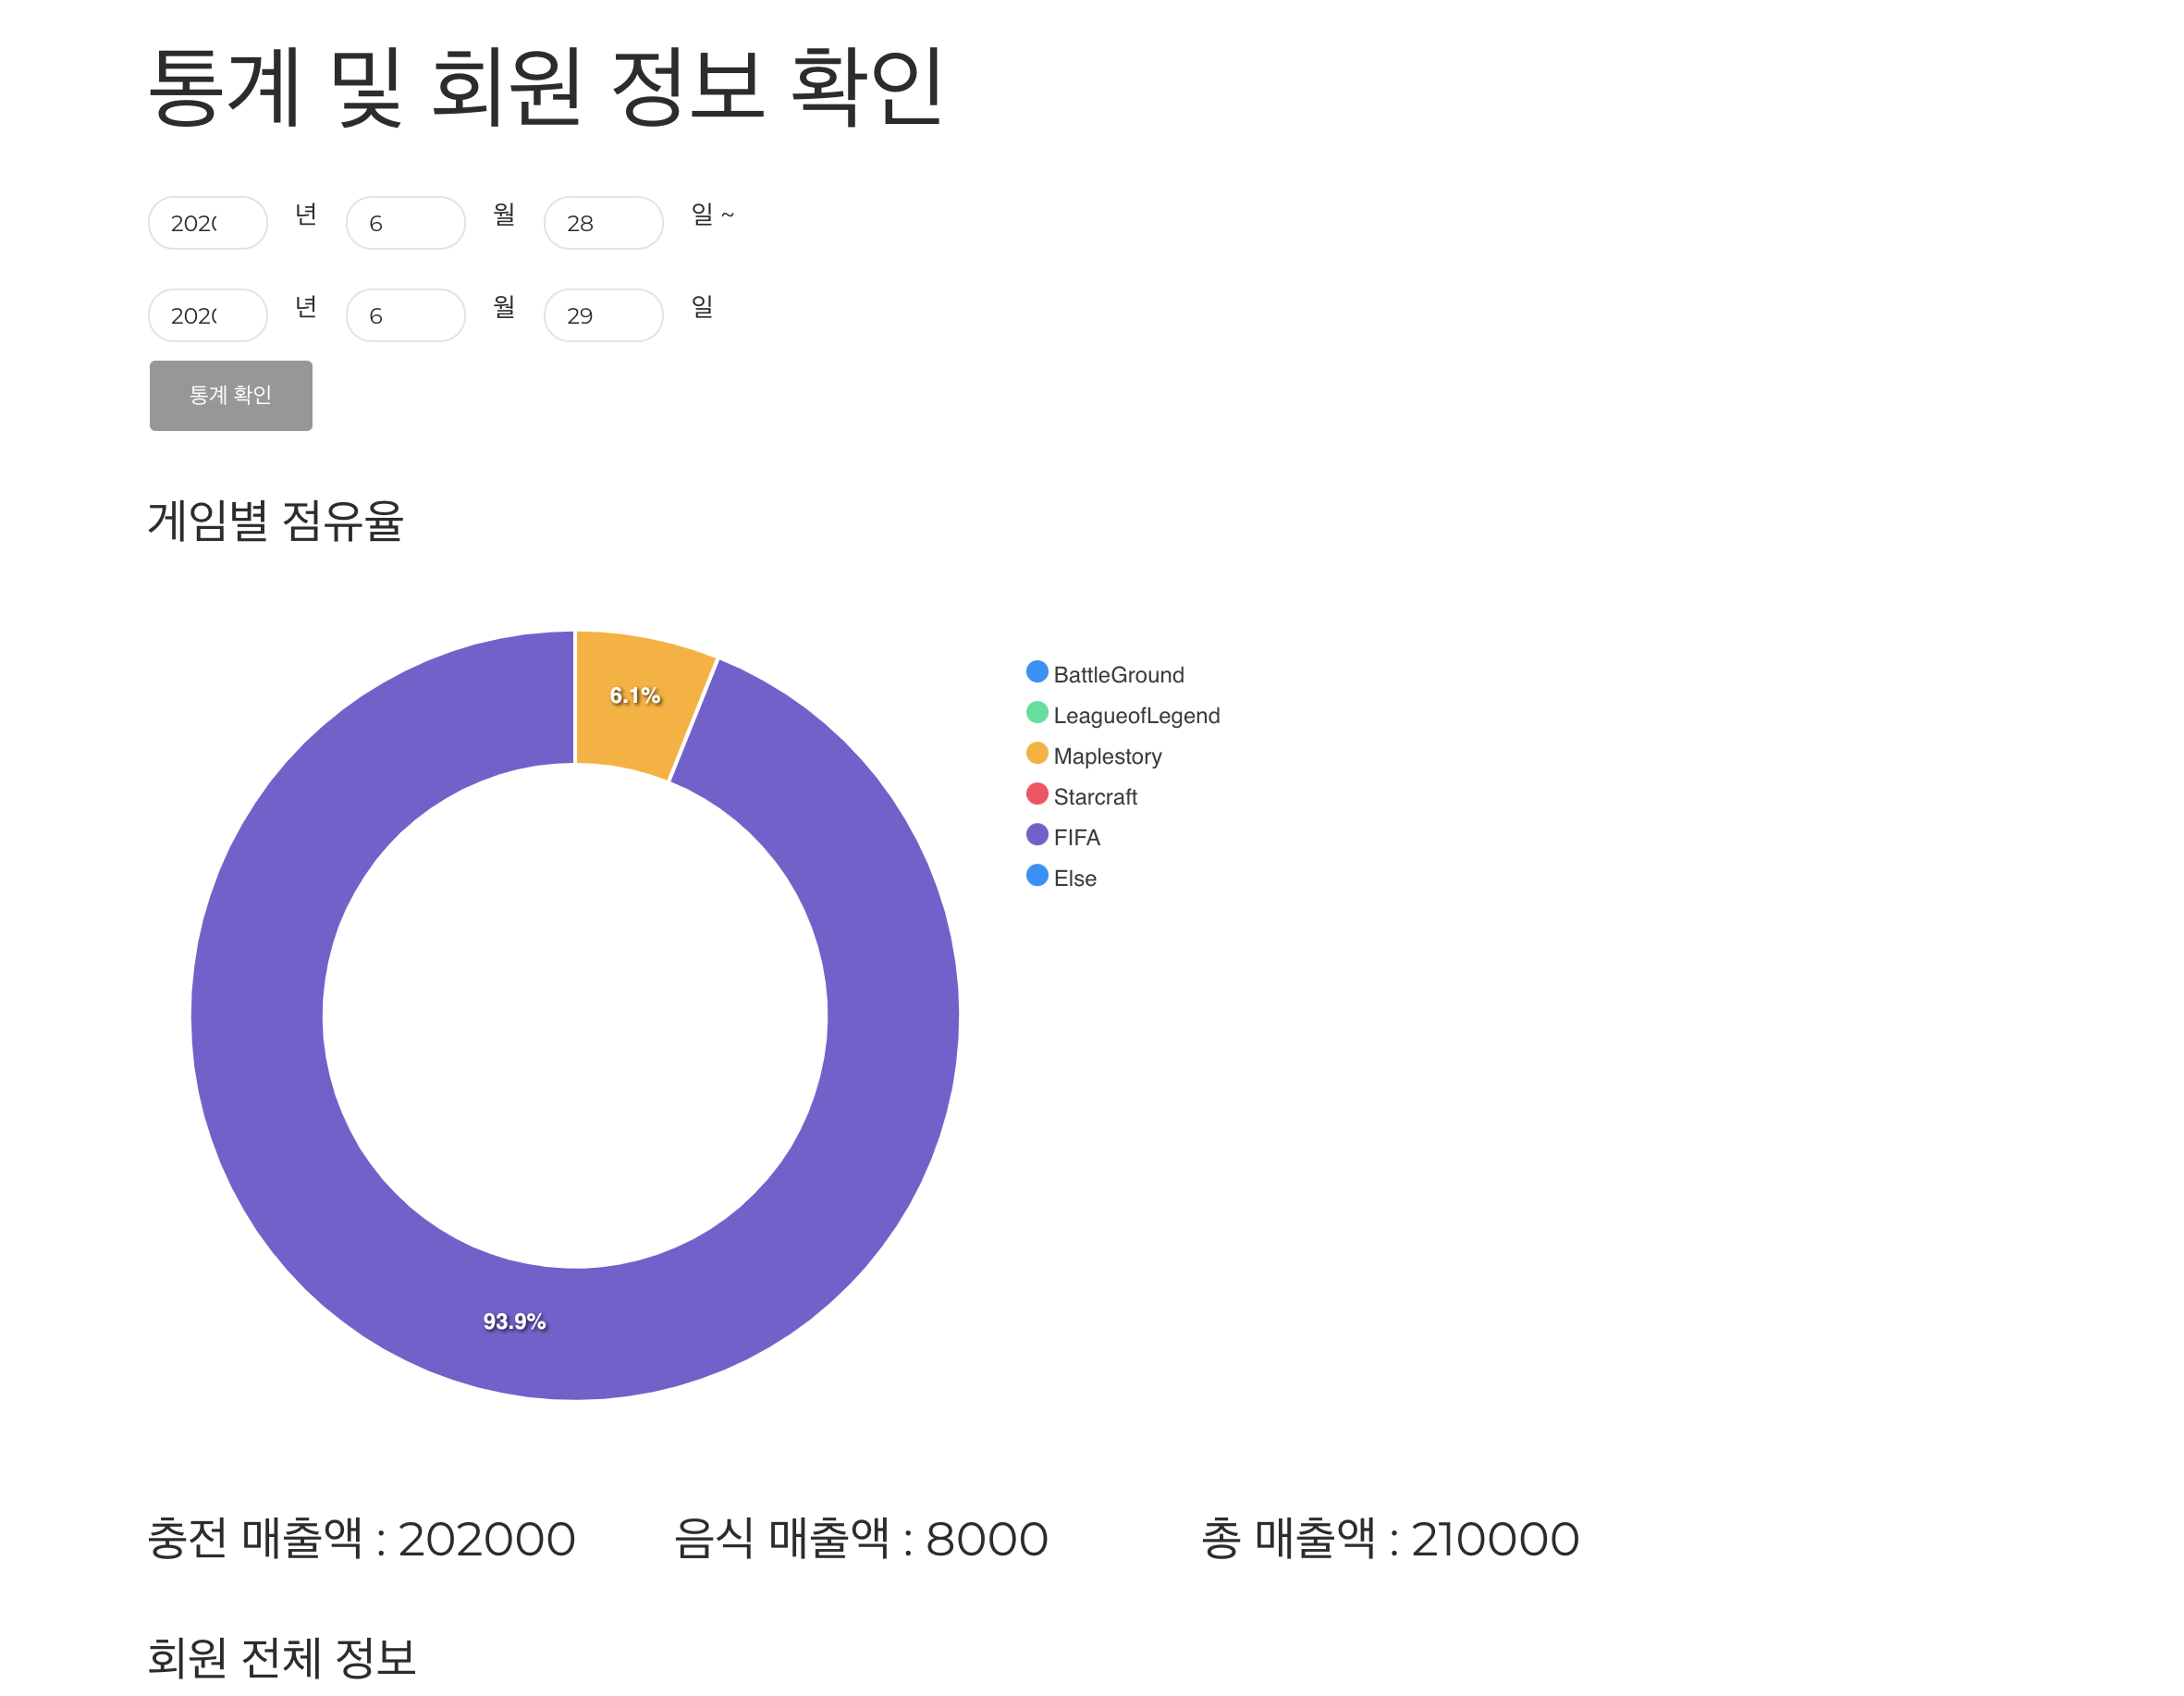 통계 및 회원 정보 확인
202 년 6 월 28 일 ~
202 년 6 월 29 일
통계 확인
게임별 점유율
6.1%
93.9%
BattleGround
LeagueofLegend
Maplestory
Starcraft
FIFA
Else
충전 매출액 : 202000 음식 매출액 : 8000 총 매출액 : 210000
회원 전체 정보